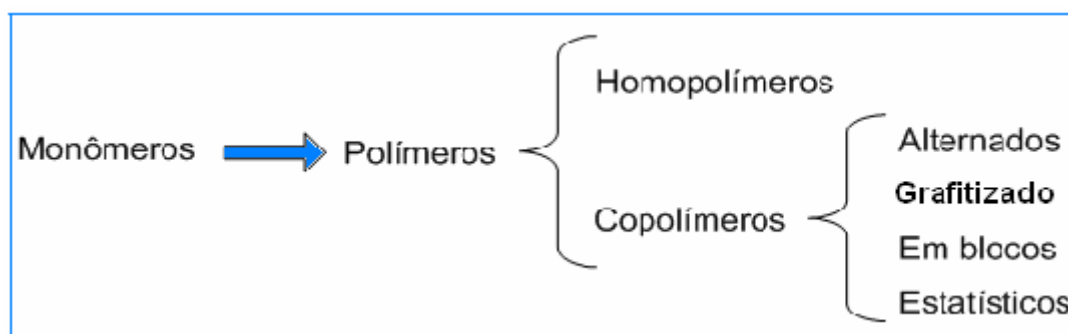 Monômeros
Polímeros
Homopolímeros
Copolímeros
Alternados
Grafitizado
Em blocos
Estatísticos